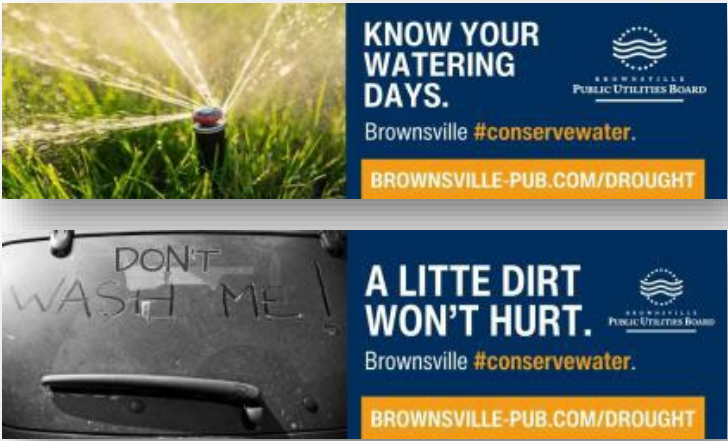 KNOW YOUR
WATERING
DAYS.
Brownsville #conservewater.
BROWNSVILLE-PUB.COM/DROUGHT
BROWNSVILLE
PUBLIC UTILITIES BOARD
DON'T
WASH ME!
A LITTE DIRT
WON'T HURT.
Brownsville #conservewater.
BROWNSVILLE-PUB.COM/DROUGHT
BROWNSVILLE
PUBLIC UTILITIES BOARD